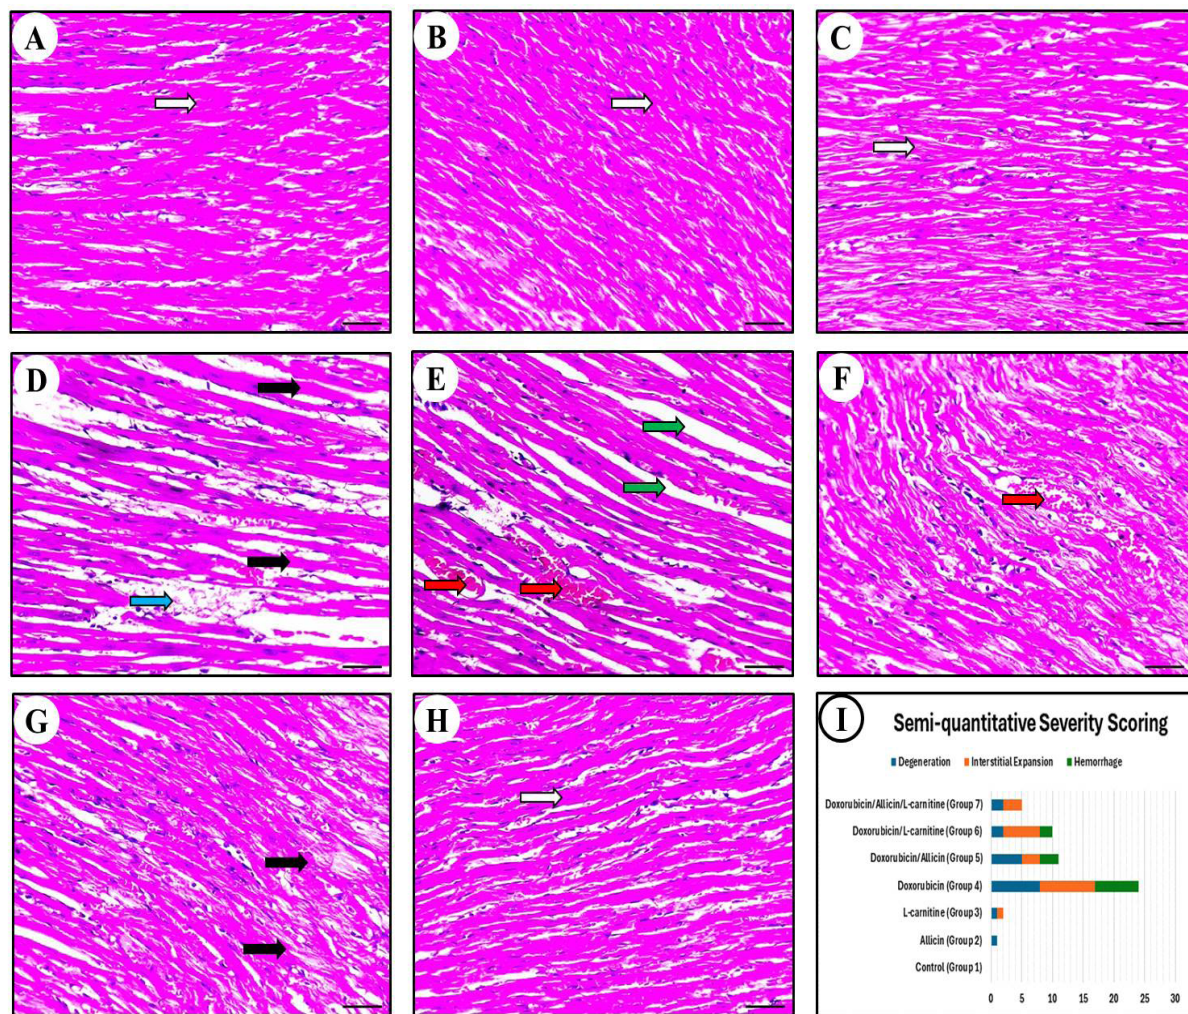 A
B
C
D
E
F
G
H
I
Semi-quantitative Severity Scoring
Degeneration Interstitial Expansion Hemorrhage
Doxorubicin/Allicin/L-carnitine (Group 7)
Doxorubicin/L-carnitine (Group 6)
Doxorubicin/Allicin (Group 5)
Doxorubicin (Group 4)
L-carnitine (Group 3)
Allicin (Group 2)
Control (Group 1)
0 5 10 15 20 25 30